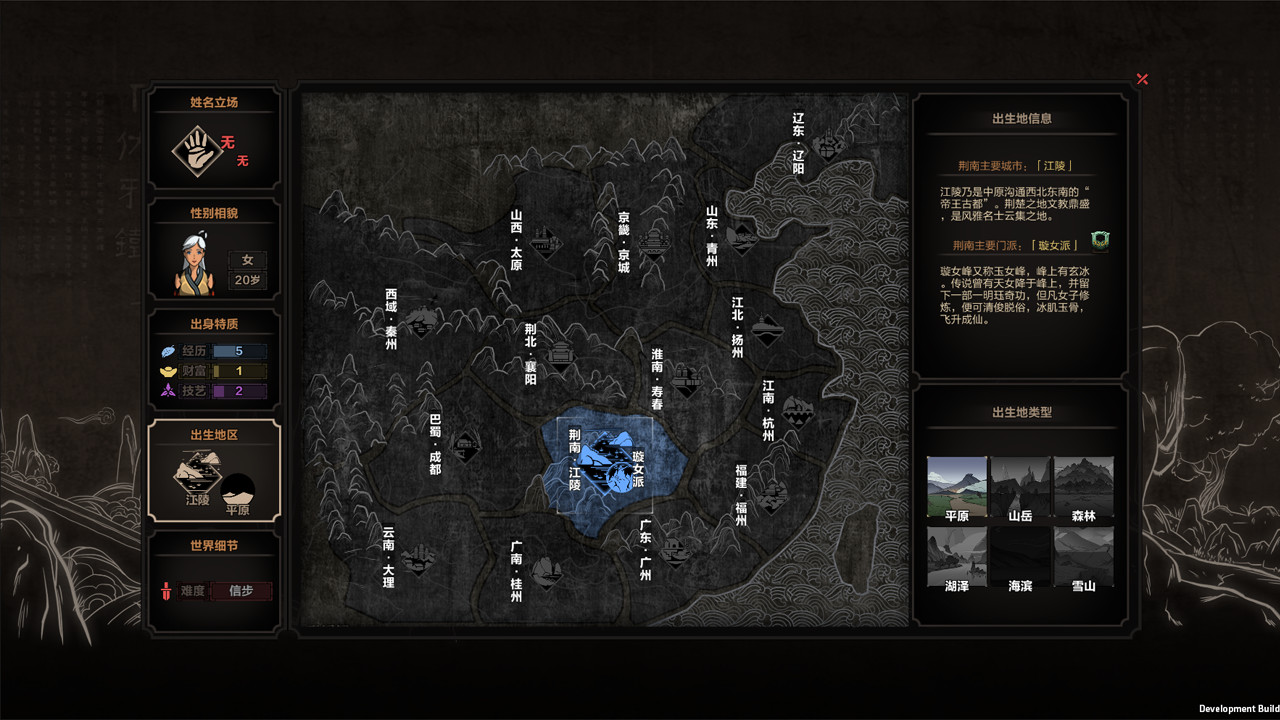 姓名立场
无
无
性别相貌
女
20岁
出身特质
经历 5
财富 1
技艺 2
出生地区
江陵
平原
世界细节
难度 信步
辽东·辽阳
山西·太原
京畿·京城
山东·青州
西域·秦州
荆北·襄阳
江北·扬州
淮南·寿春
江南·杭州
巴蜀·成都
荆南·江陵
璇女派
福建·福州
云南·大理
广南·桂州
广东·广州
出生地信息
荆南主要城市：「江陵」
江陵乃是中原沟通西北东南的“
帝王古都”。荆楚之地文教鼎盛
，是风雅名士云集之地。
荆南主要门派：「璇女派」
璇女峰又称玉女峰，峰上有玄冰
。传说曾有天女降于峰上，并留
下一部一明珏奇功，但凡女子修
炼，便可清俊脱俗，冰肌玉骨，
飞升成仙。
出生地类型
平原
山岳
森林
湖泽
海滨
雪山
Development Build